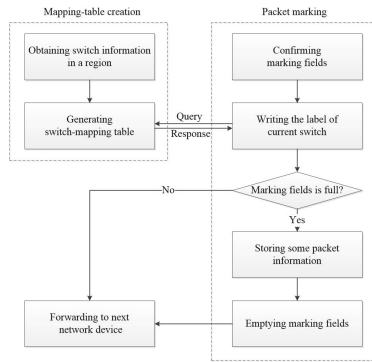 Mapping-table creation
Packet marking
Obtaining switch information
in a region
Confirming
marking fields
Generating
switch-mapping table
Query
Response
Writing the label of
current switch
No
Marking fields is full?
Yes
Storing some packet
information
Forwarding to next
network device
Emptying marking fields